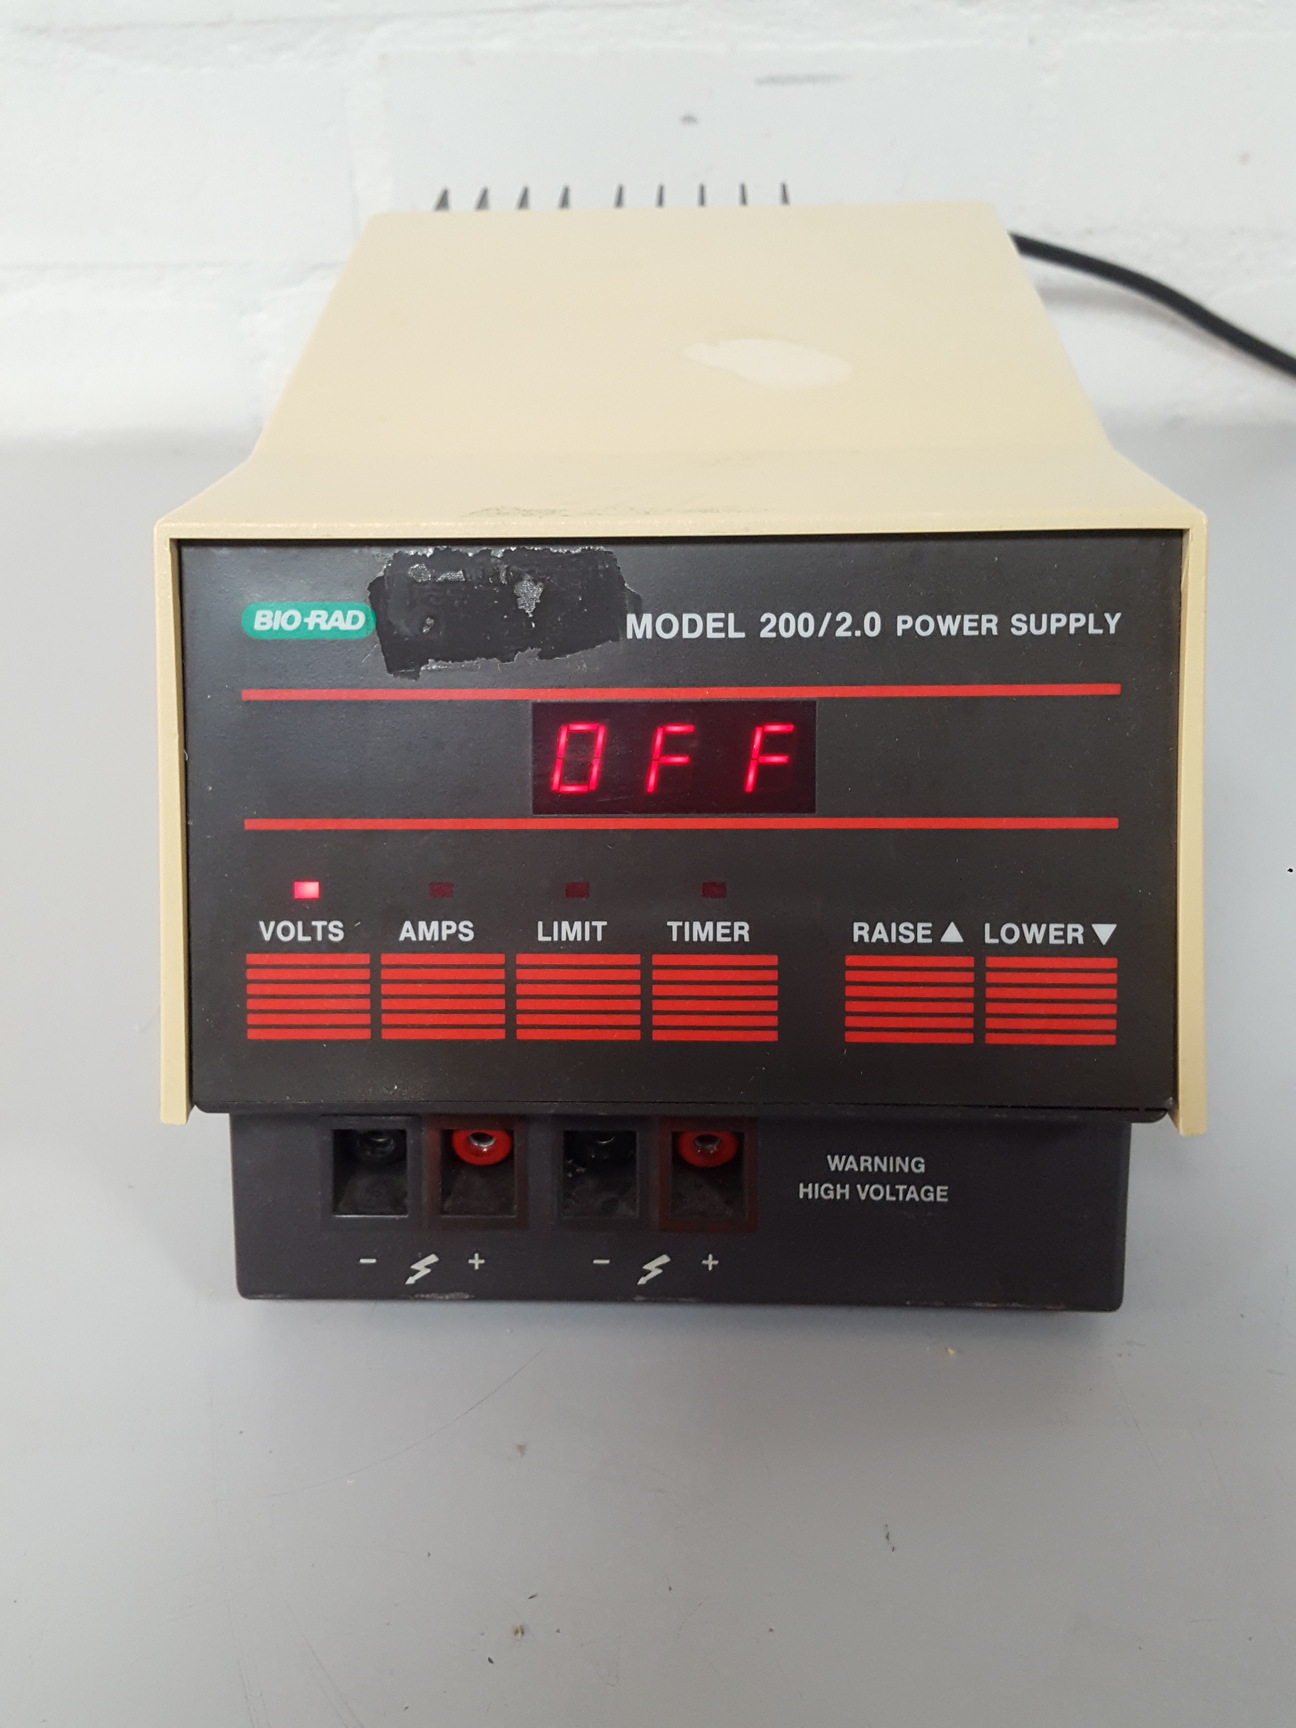 BIO-RAD MODEL 200/2.0 POWER SUPPLY
OFF
VOLTS AMPS LIMIT TIMER RAISE ▲ LOWER ▼
WARNING
HIGH VOLTAGE
- + - +